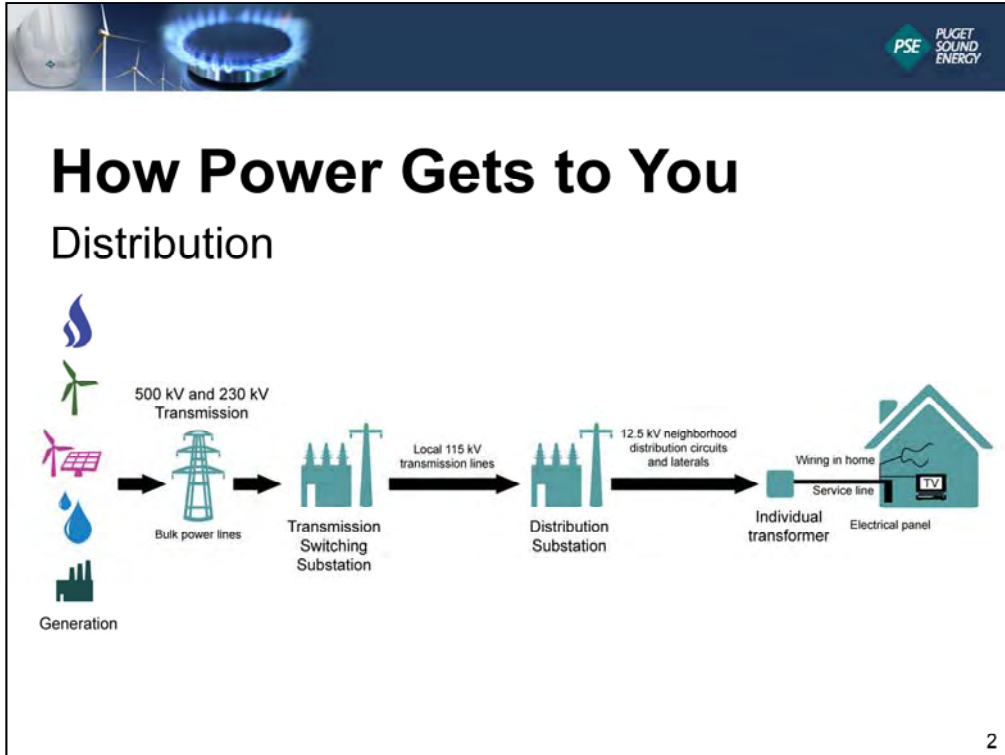 PSE
PUGET
SOUND
ENERGY
How Power Gets to You
Distribution
500 kV and 230 kV
Transmission
Bulk power lines
Generation
Transmission
Switching
Substation
Local 115 kV
transmission lines
Distribution
Substation
12.5 kV neighborhood
distribution circuits
and laterals
Individual
transformer
Wiring in home
TV
Service line
Electrical panel
2